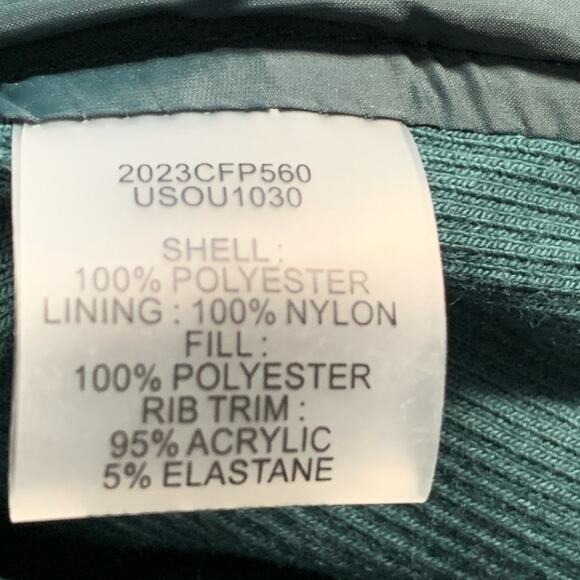 2023CFP560
USOU1030
SHELL :
100% POLYESTER
LINING : 100% NYLON
FILL :
100% POLYESTER
RIB TRIM :
95% ACRYLIC
5% ELASTANE